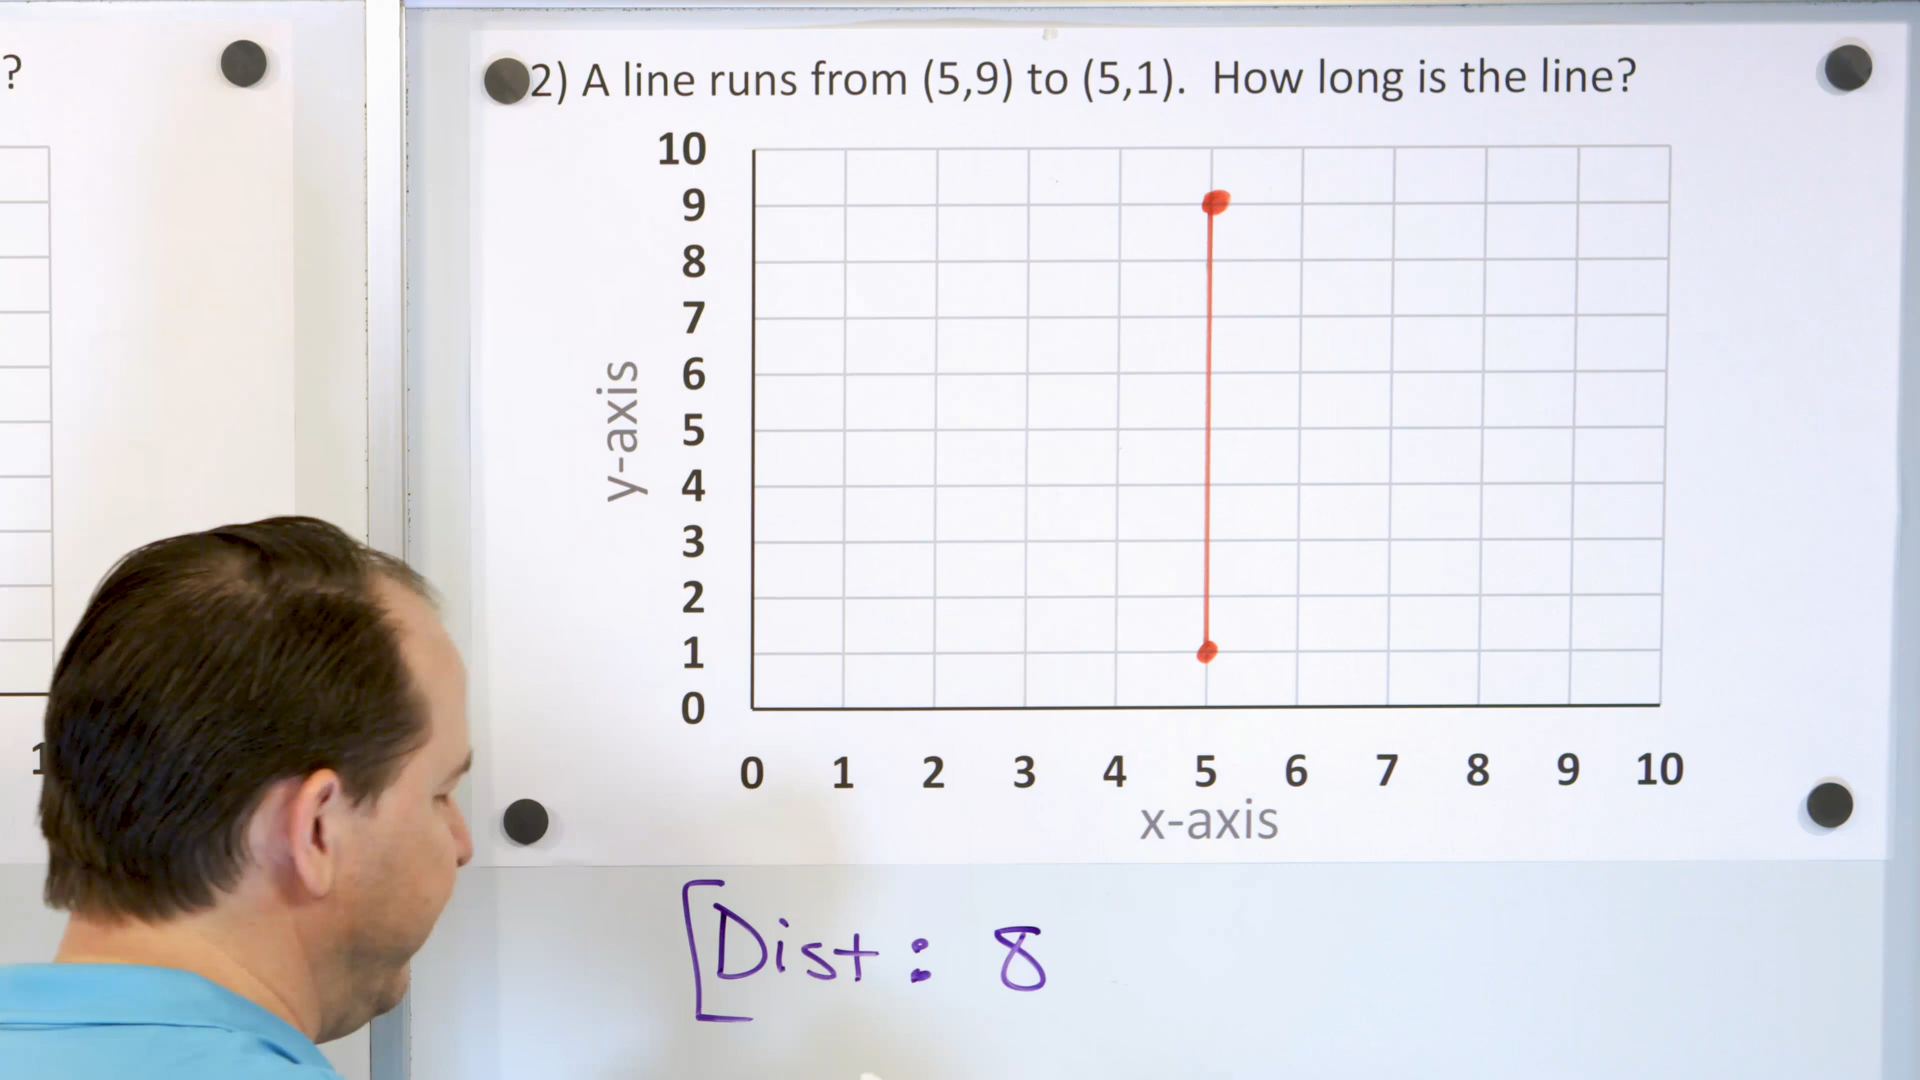 ?
1
2) A line runs from (5,9) to (5,1). How long is the line?
10
9
8
7
6
5
4
3
2
1
0
y-axis
0 1 2 3 4 5 6 7 8 9 10
x-axis
Dist: 8